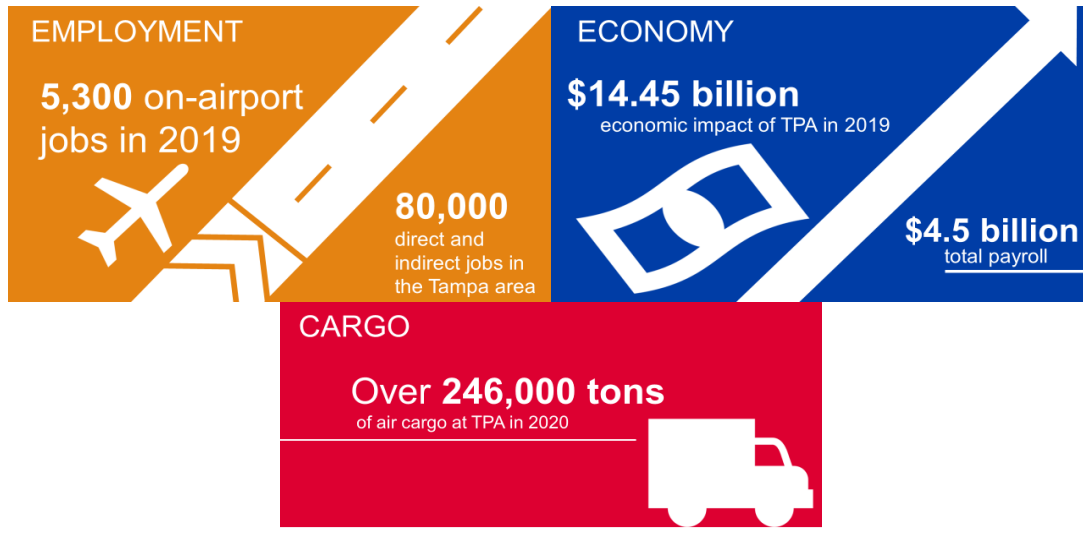 EMPLOYMENT
5,300 on-airport
jobs in 2019
80,000
direct and
indirect jobs in
the Tampa area
ECONOMY
$14.45 billion
economic impact of TPA in 2019
$4.5 billion
total payroll
CARGO
Over 246,000 tons
of air cargo at TPA in 2020